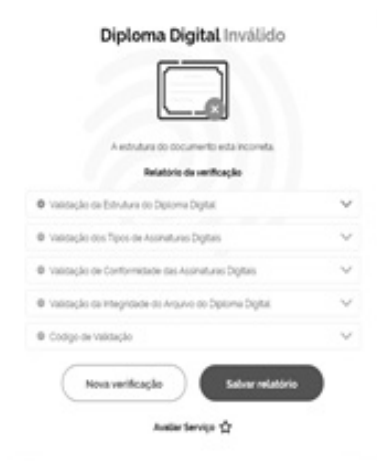 Diploma Digital Inválido
A estrutura do documento esta incorreta.
Relatório da verificação
Validação da Estrutura do Diploma Digital
Validação dos Tipos de Assinaturas Digitais
Validação de Conformidade das Assinaturas Digitais
Validação da Integridade do Arquivo do Diploma Digital
Código de Validação
Nova verificação
Salvar relatório
Avaliar Serviço